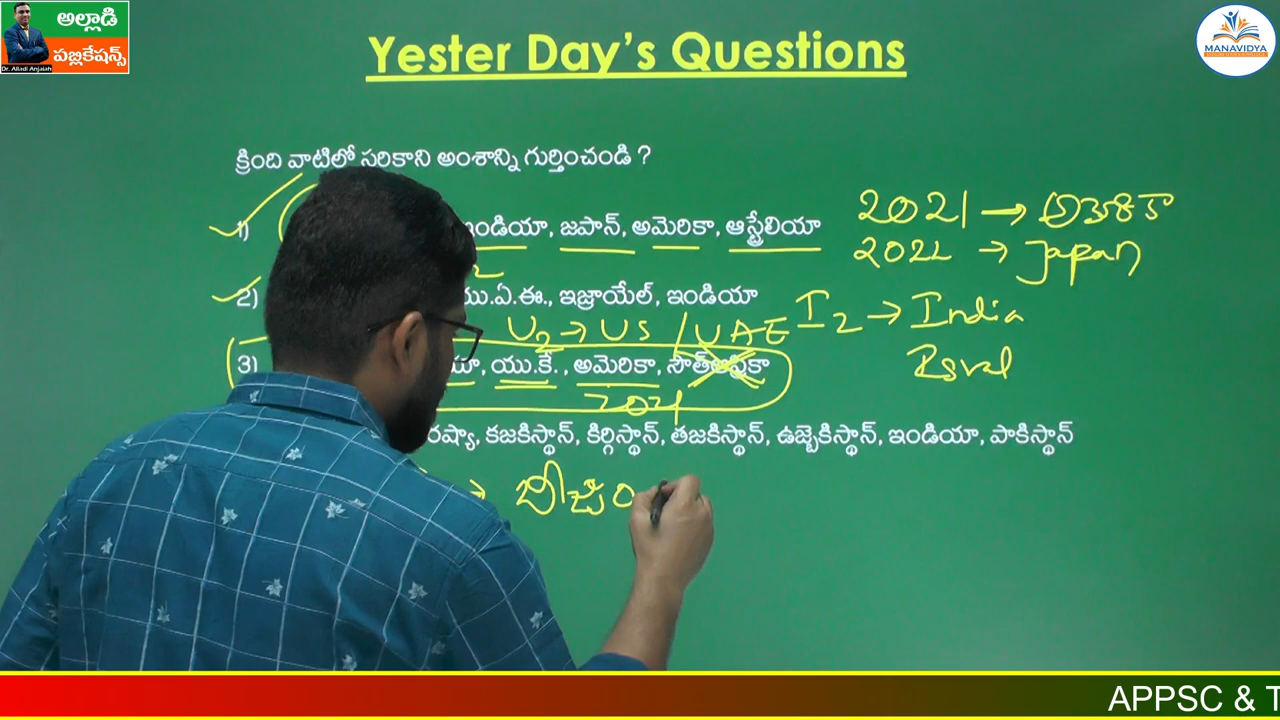 అల్లాడి
పబ్లికేషన్స్
Dr. Alladi Anjaiah
MANAVIDYA
Yester Day's Questions
క్రింది వాటిలో సరికాని అంశాన్ని గుర్తించండి ?
1) ఇండియా, జపాన్, అమెరికా, ఆస్ట్రేలియా
2021 → అమెరికా
2022 → Japan
2) యు.ఏ.ఈ., ఇజ్రాయేల్, ఇండియా
I2 → India
U2 → US / UAE
3) యు.కే., అమెరికా, సౌత్ఆఫ్రికా
2021
రష్యా, కజకిస్థాన్, కిర్గిస్థాన్, తజకిస్థాన్, ఉజ్బెకిస్థాన్, ఇండియా, పాకిస్థాన్
→ బీజిం
APPSC & T